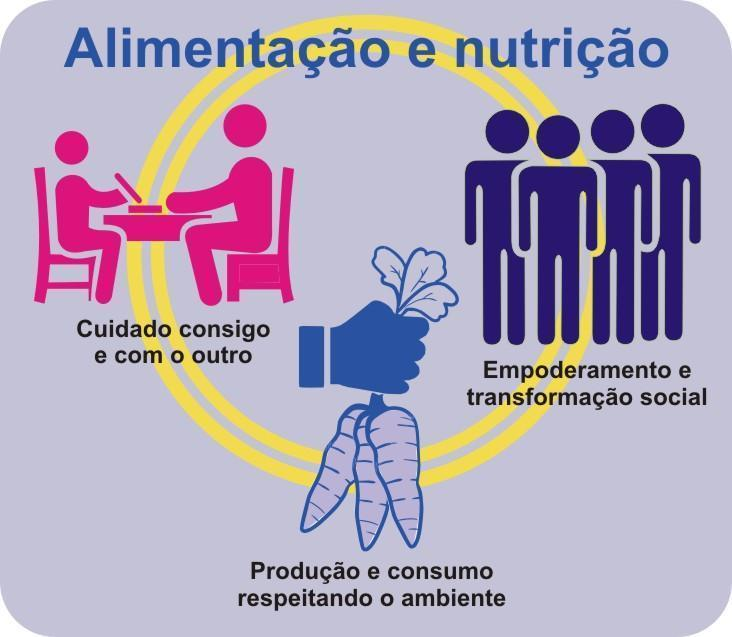 Alimentação e nutrição
Cuidado consigo
e com o outro
Empoderamento e
transformação social
Produção e consumo
respeitando o ambiente